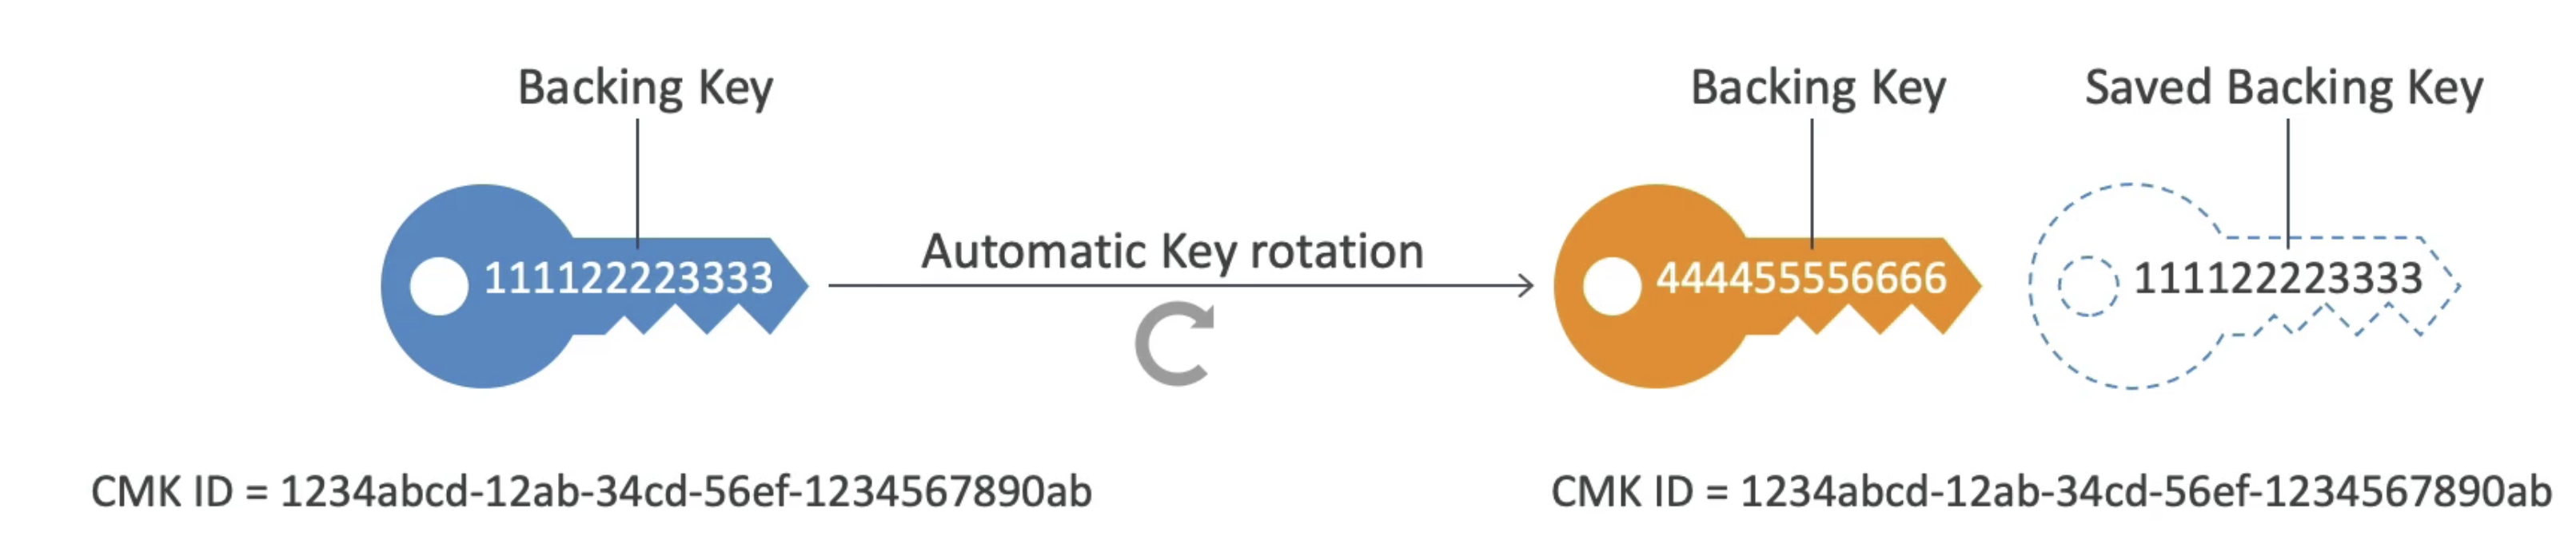 Backing Key
Backing Key
Saved Backing Key
111122223333
Automatic Key rotation
444455556666
111122223333
CMK ID = 1234abcd-12ab-34cd-56ef-1234567890ab
CMK ID = 1234abcd-12ab-34cd-56ef-1234567890ab